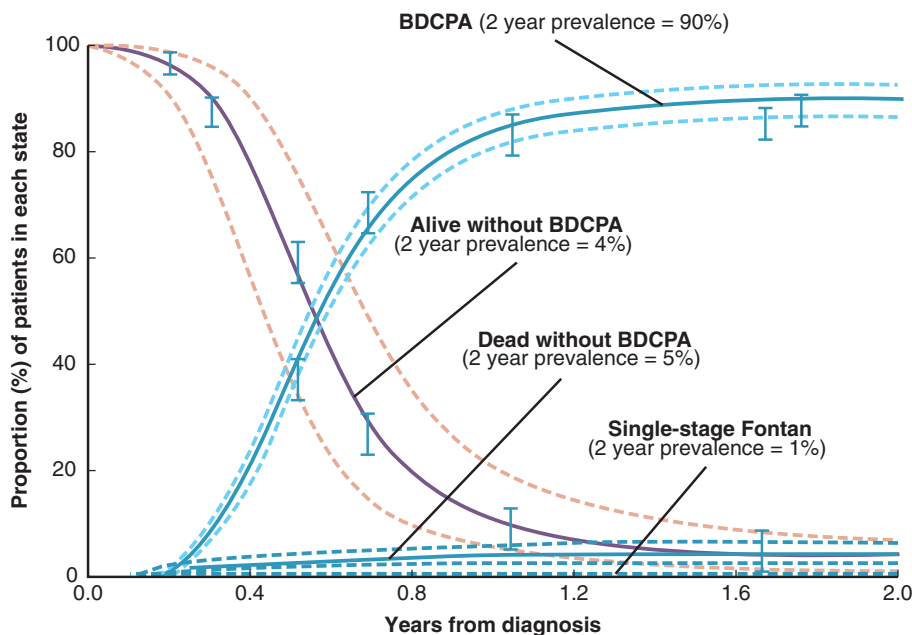 BDCPA (2 year prevalence = 90%)
100
80
60
40
20
0
Proportion (%) of patients in each state
Alive without BDCPA
(2 year prevalence = 4%)
Dead without BDCPA
(2 year prevalence = 5%)
Single-stage Fontan
(2 year prevalence = 1%)
0.0 0.4 0.8 1.2 1.6 2.0
Years from diagnosis